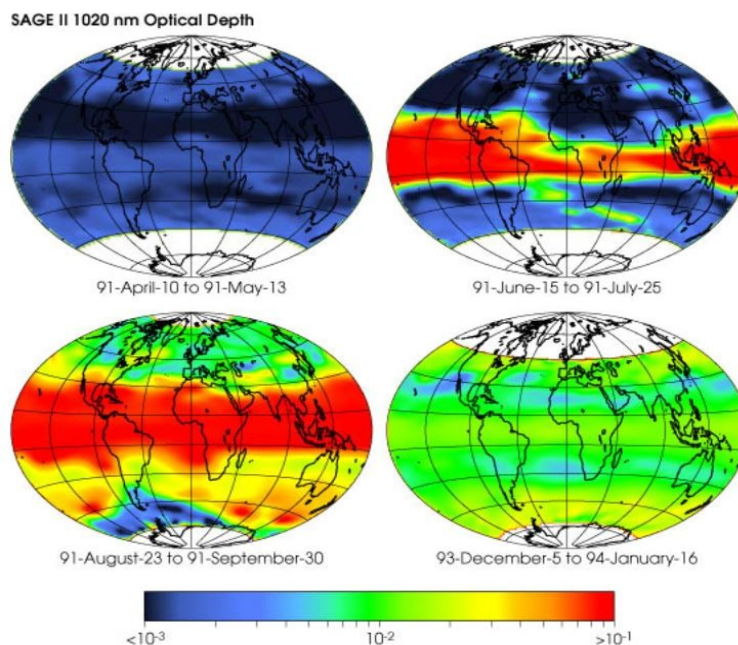 SAGE II 1020 nm Optical Depth
91-April-10 to 91-May-13
91-June-15 to 91-July-25
91-August-23 to 91-September-30
93-December-5 to 94-January-16
<10⁻³
10⁻²
>10⁻¹